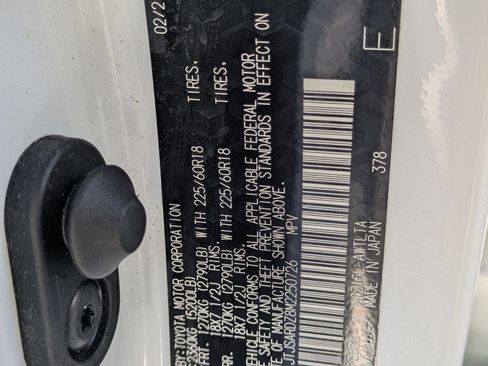 02/2
BY: TOYOTA MOTOR CORPORATION
2360KG (5200LB)
FRT. 1270KG (2790LB) WITH 225/60R18 TIRES,
18X7 1/2J RIMS,
RR. 1270KG (2790LB) WITH 225/60R18 TIRES,
18X7 1/2J RIMS,
VEHICLE CONFORMS TO ALL APPLICABLE FEDERAL MOTOR
SAFETY AND THEFT PREVENTION STANDARDS IN EFFECT ON
DATE OF MANUFACTURE SHOWN ABOVE.
MPV
E
378
MADE IN JAPAN